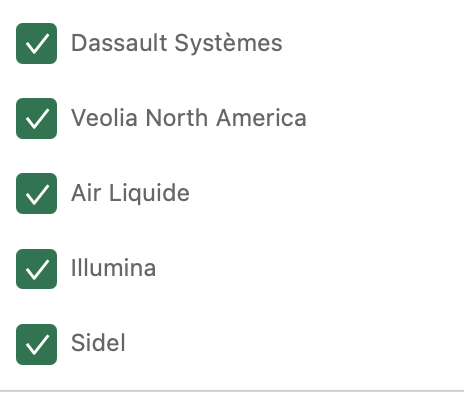 Dassault Systèmes
Veolia North America
Air Liquide
Illumina
Sidel